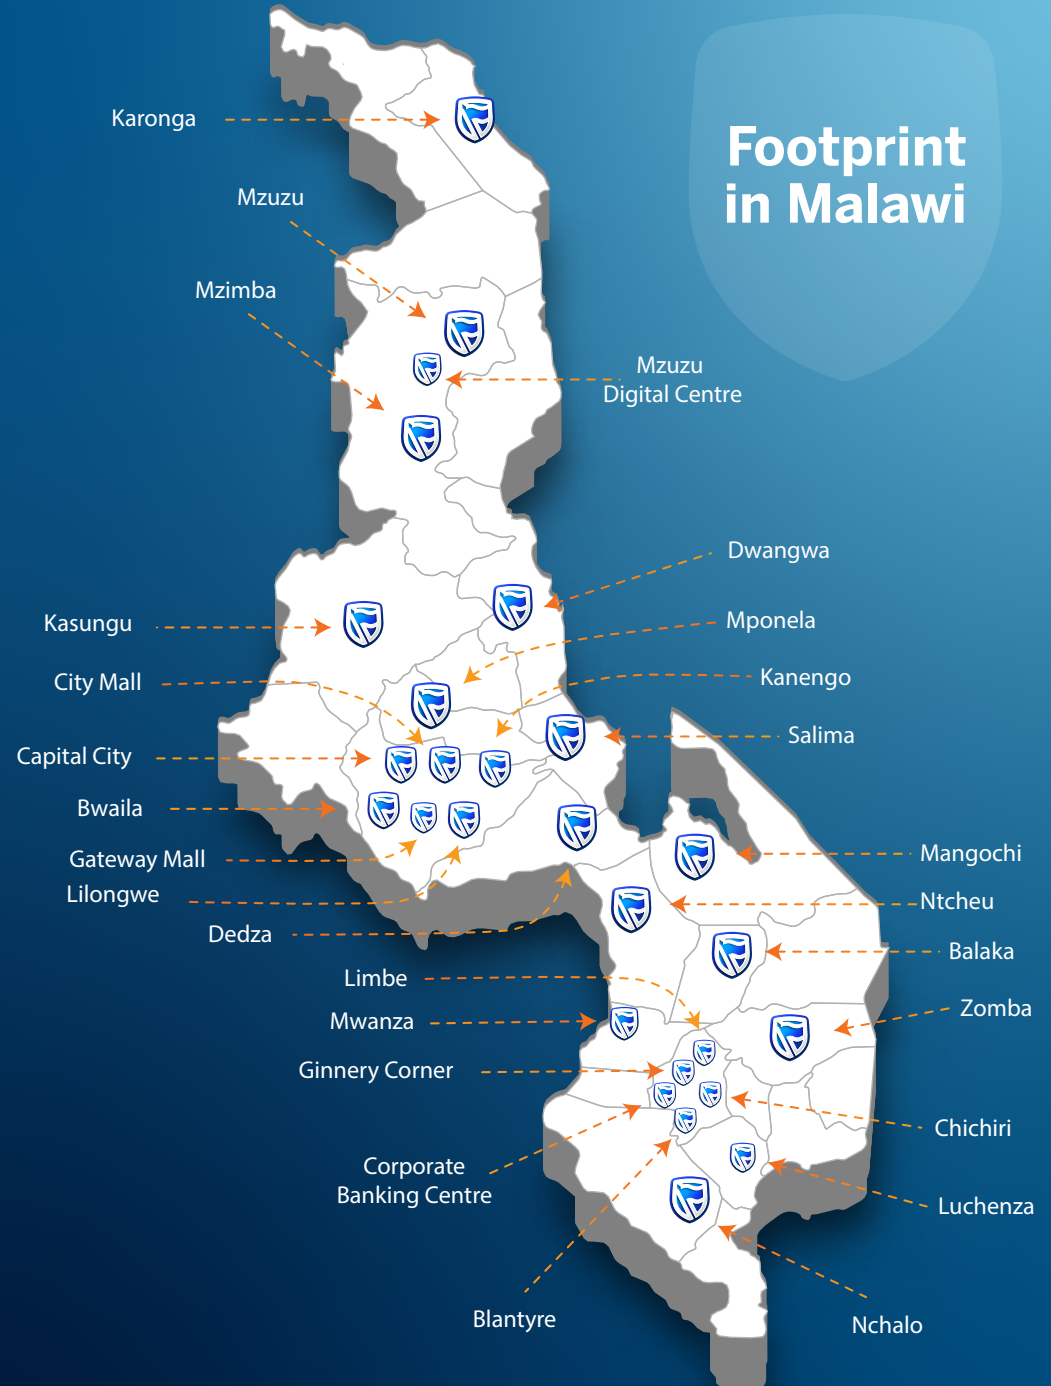 Footprint
in Malawi
Karonga
Mzuzu
Mzimba
Mzuzu
Digital Centre
Dwangwa
Kasungu
Mponela
City Mall
Kanengo
Salima
Capital City
Bwaila
Gateway Mall
Lilongwe
Mangochi
Ntcheu
Dedza
Balaka
Limbe
Zomba
Mwanza
Ginnery Corner
Chichiri
Corporate
Banking Centre
Luchenza
Blantyre
Nchalo